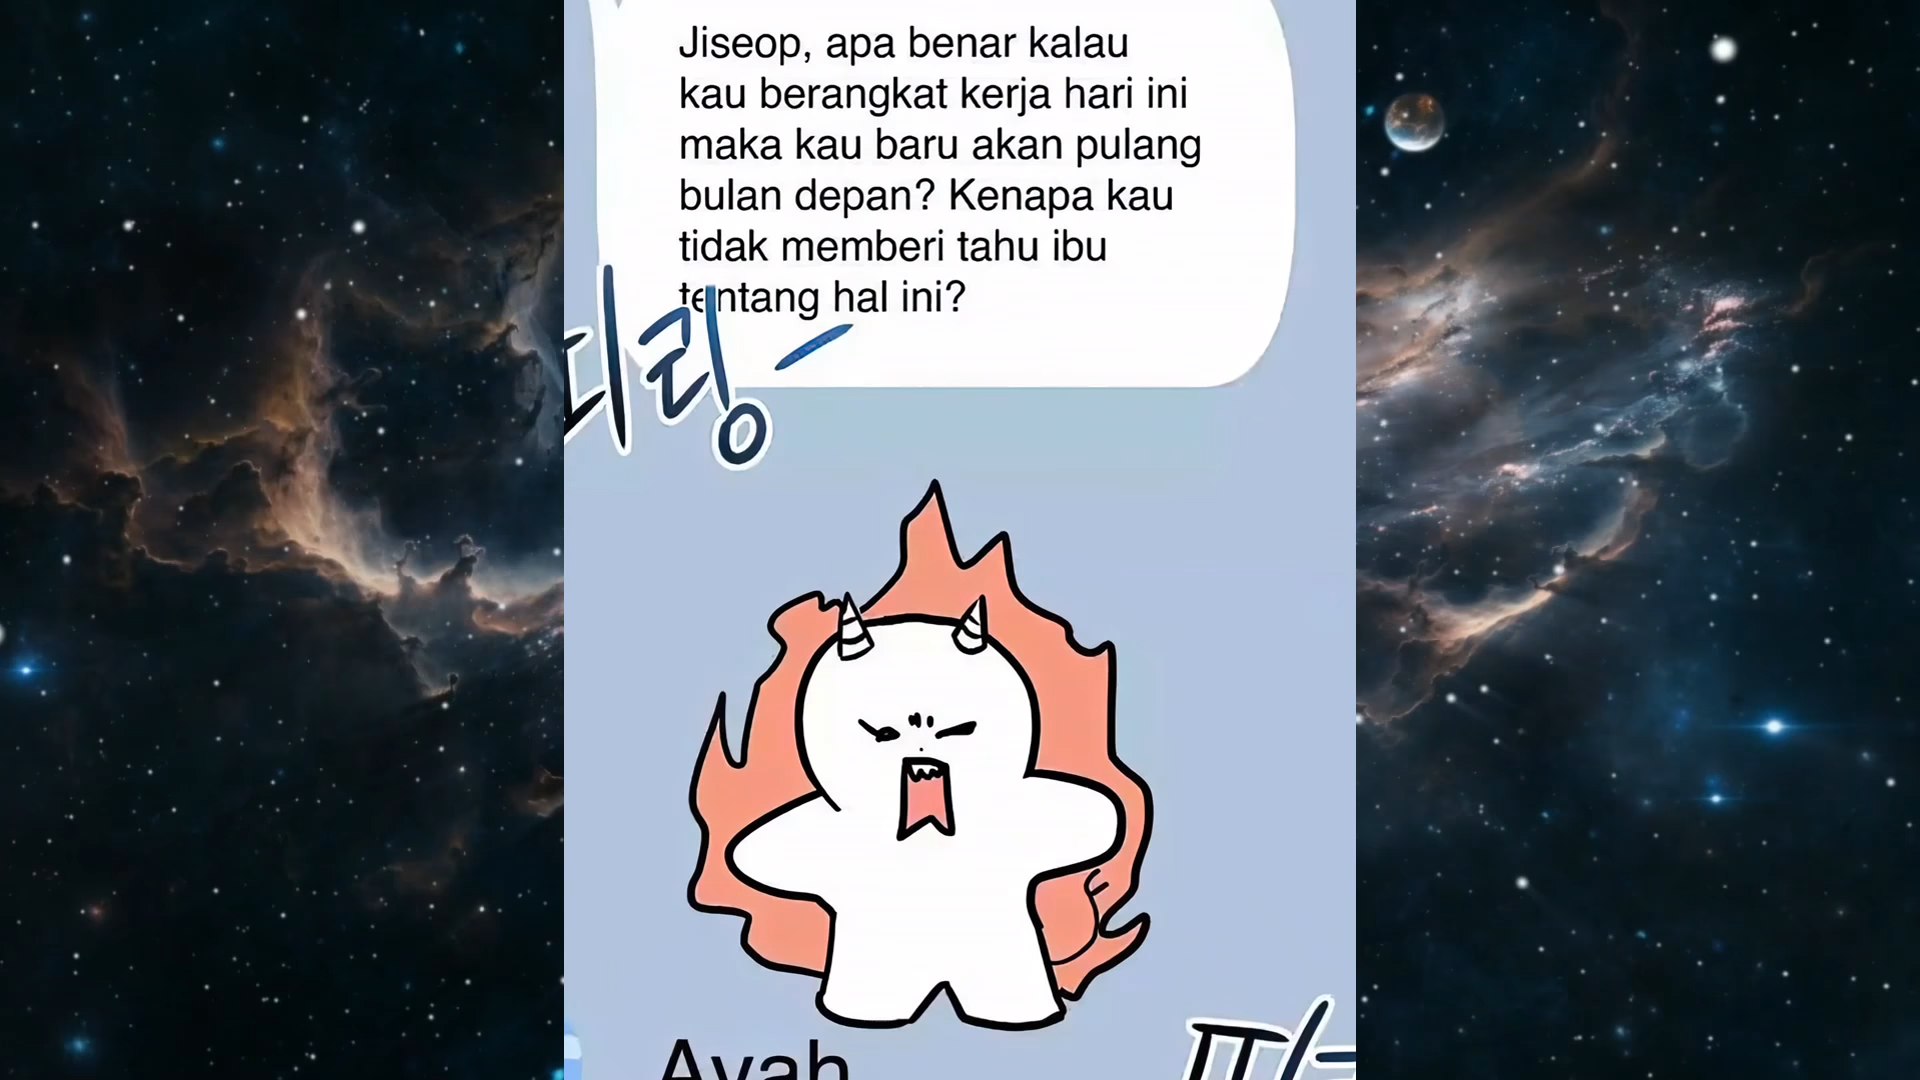 Jiseop, apa benar kalau
kau berangkat kerja hari ini
maka kau baru akan pulang
bulan depan? Kenapa kau
tidak memberi tahu ibu
tentang hal ini?
띠링
Ayah